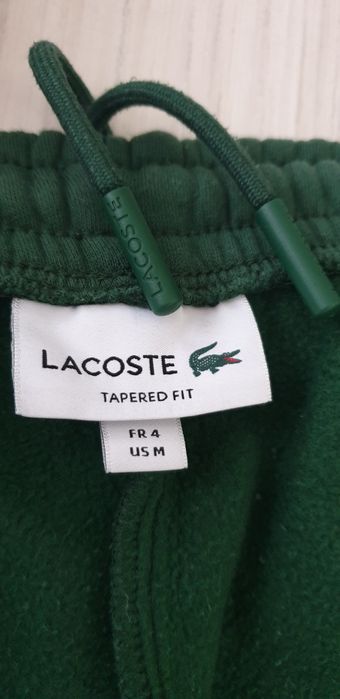 LACOSTE
LACOSTE
TAPERED FIT
FR 4
US M